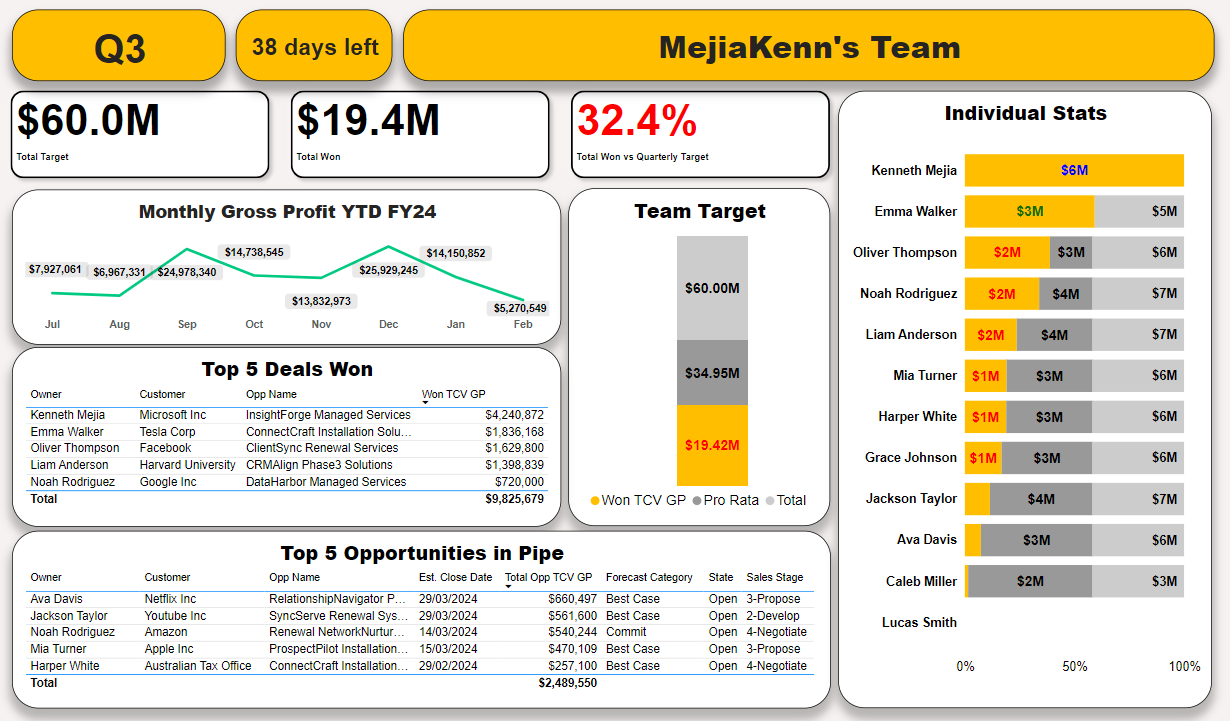 Q3
38 days left
MejiaKenn's Team
$60.0M
Total Target
$19.4M
Total Won
32.4%
Total Won vs Quarterly Target
Monthly Gross Profit YTD FY24
$7,927,061
$6,967,331
$24,978,340
$14,738,545
$13,832,973
$25,929,245
$14,150,852
$5,270,549
Jul Aug Sep Oct Nov Dec Jan Feb
Team Target
$60.00M
$34.95M
$19.42M
Won TCV GP Pro Rata Total
Top 5 Deals Won
Owner Customer Opp Name Won TCV GP
Kenneth Mejia Microsoft Inc InsightForge Managed Services $4,240,872
Emma Walker Tesla Corp ConnectCraft Installation Solu... $1,836,168
Oliver Thompson Facebook ClientSync Renewal Services $1,629,800
Liam Anderson Harvard University CRMAlign Phase3 Solutions $1,398,839
Noah Rodriguez Google Inc DataHarbor Managed Services $720,000
Total $9,825,679
Top 5 Opportunities in Pipe
Owner Customer Opp Name Est. Close Date Total Opp TCV GP Forecast Category State Sales Stage
Ava Davis Netflix Inc RelationshipNavigator P... 29/03/2024 $660,497 Best Case Open 3-Propose
Jackson Taylor Youtube Inc SyncServe Renewal Sys... 29/03/2024 $561,600 Best Case Open 2-Develop
Noah Rodriguez Amazon Renewal NetworkNurtur... 14/03/2024 $540,244 Commit Open 4-Negotiate
Mia Turner Apple Inc ProspectPilot Installation... 15/03/2024 $470,109 Best Case Open 3-Propose
Harper White Australian Tax Office ConnectCraft Installation... 29/02/2024 $257,100 Best Case Open 4-Negotiate
Total $2,489,550
Individual Stats
Kenneth Mejia $6M
Emma Walker $3M $5M
Oliver Thompson $2M $3M $6M
Noah Rodriguez $2M $4M $7M
Liam Anderson $2M $4M $7M
Mia Turner $1M $3M $6M
Harper White $1M $3M $6M
Grace Johnson $1M $3M $6M
Jackson Taylor $4M $7M
Ava Davis $3M $6M
Caleb Miller $2M $3M
Lucas Smith
0% 50% 100%